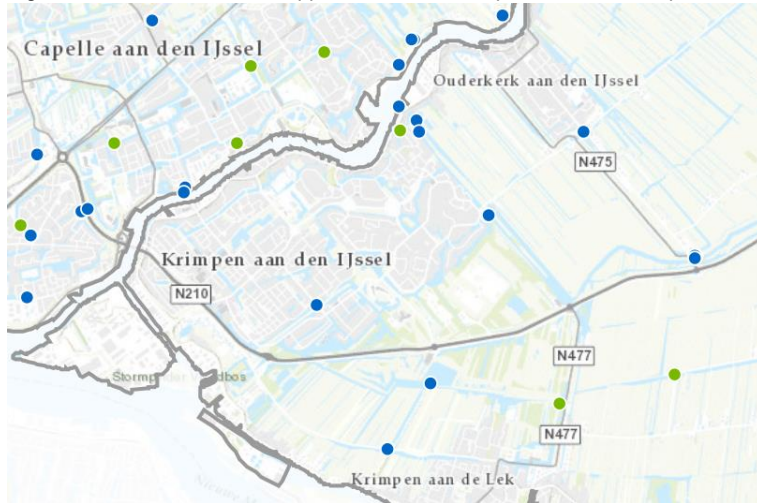 Capelle aan den IJssel
Ouderkerk aan den IJssel
N475
Krimpen aan den IJssel
N210
N477
N477
Krimpen aan de Lek